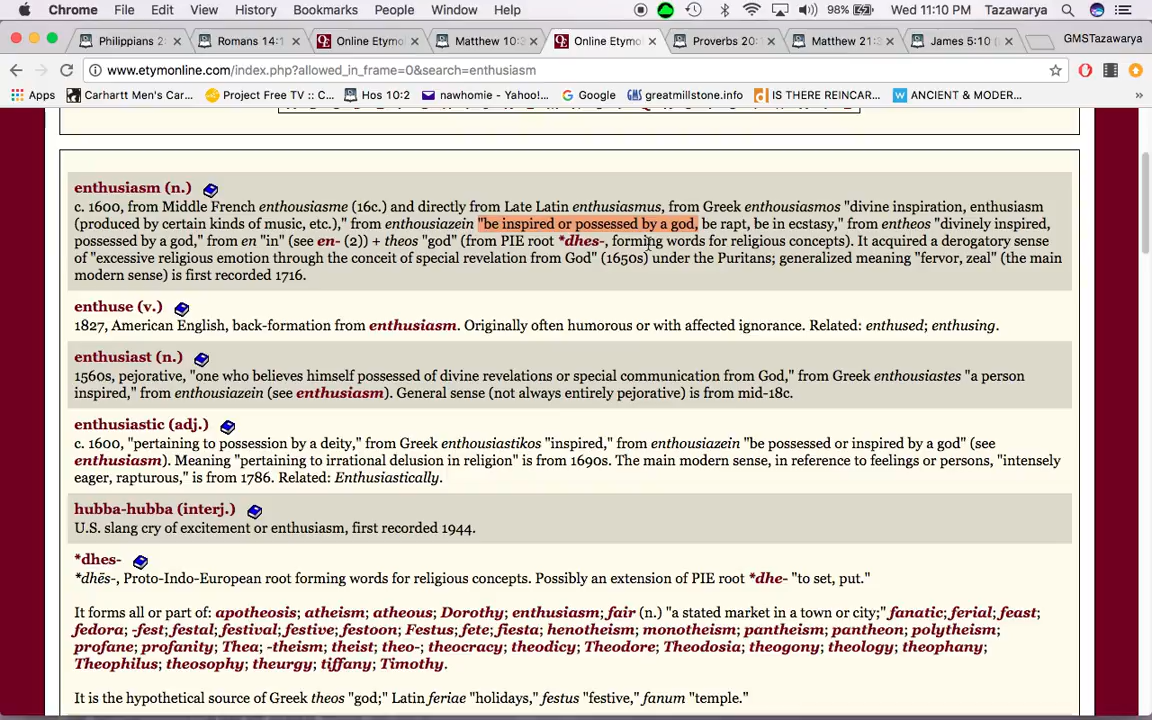 Chrome File Edit View History Bookmarks People Window Help 98% Wed 11:10 PM Tazawarya
Philippians 2: Romans 14:1 Online Etymo Matthew 10:3 Online Etymo Proverbs 20: Matthew 21:3 James 5:10 ( GMSTazawarya
www.etymonline.com/index.php?allowed_in_frame=0&search=enthusiasm
Apps Carhartt Men's Car... Project Free TV :: C... Hos 10:2 nawhomie - Yahoo!... Google greatmillstone.info IS THERE REINCAR... ANCIENT & MODER... »
enthusiasm (n.)
c. 1600, from Middle French enthousiasme (16c.) and directly from Late Latin enthusiasmus, from Greek enthousiasmos "divine inspiration, enthusiasm
(produced by certain kinds of music, etc.)," from enthousiazein "be inspired or possessed by a god, be rapt, be in ecstasy," from entheos "divinely inspired,
possessed by a god," from en "in" (see en- (2)) + theos "god" (from PIE root *dhes-, forming words for religious concepts). It acquired a derogatory sense
of "excessive religious emotion through the conceit of special revelation from God" (1650s) under the Puritans; generalized meaning "fervor, zeal" (the main
modern sense) is first recorded 1716.
enthuse (v.)
1827, American English, back-formation from enthusiasm. Originally often humorous or with affected ignorance. Related: enthused; enthusing.
enthusiast (n.)
1560s, pejorative, "one who believes himself possessed of divine revelations or special communication from God," from Greek enthousiastes "a person
inspired," from enthousiazein (see enthusiasm). General sense (not always entirely pejorative) is from mid-18c.
enthusiastic (adj.)
c. 1600, "pertaining to possession by a deity," from Greek enthousiastikos "inspired," from enthousiazein "be possessed or inspired by a god" (see
enthusiasm). Meaning "pertaining to irrational delusion in religion" is from 1690s. The main modern sense, in reference to feelings or persons, "intensely
eager, rapturous," is from 1786. Related: Enthusiastically.
hubba-hubba (interj.)
U.S. slang cry of excitement or enthusiasm, first recorded 1944.
*dhes-
*dhēs-, Proto-Indo-European root forming words for religious concepts. Possibly an extension of PIE root *dhe- "to set, put."
It forms all or part of: apotheosis; atheism; atheous; Dorothy; enthusiasm; fair (n.) "a stated market in a town or city;" fanatic; ferial; feast;
fedora; -fest; festal; festival; festive; festoon; Festus; fete; fiesta; henotheism; monotheism; pantheism; pantheon; polytheism;
profane; profanity; Thea; -theism; theist; theo-; theocracy; theodicy; Theodore; Theodosia; theogony; theology; theophany;
Theophilus; theosophy; theurgy; tiffany; Timothy.
It is the hypothetical source of Greek theos "god;" Latin feriae "holidays," festus "festive," fanum "temple."